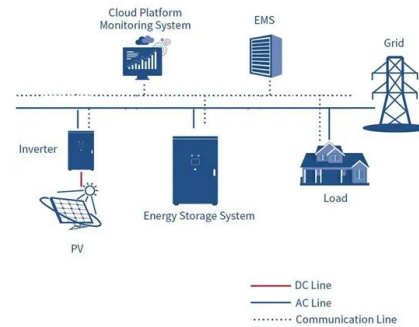 Cloud Platform
Monitoring System
EMS
Grid
Inverter
Energy Storage System
Load
PV
DC Line
AC Line
Communication Line